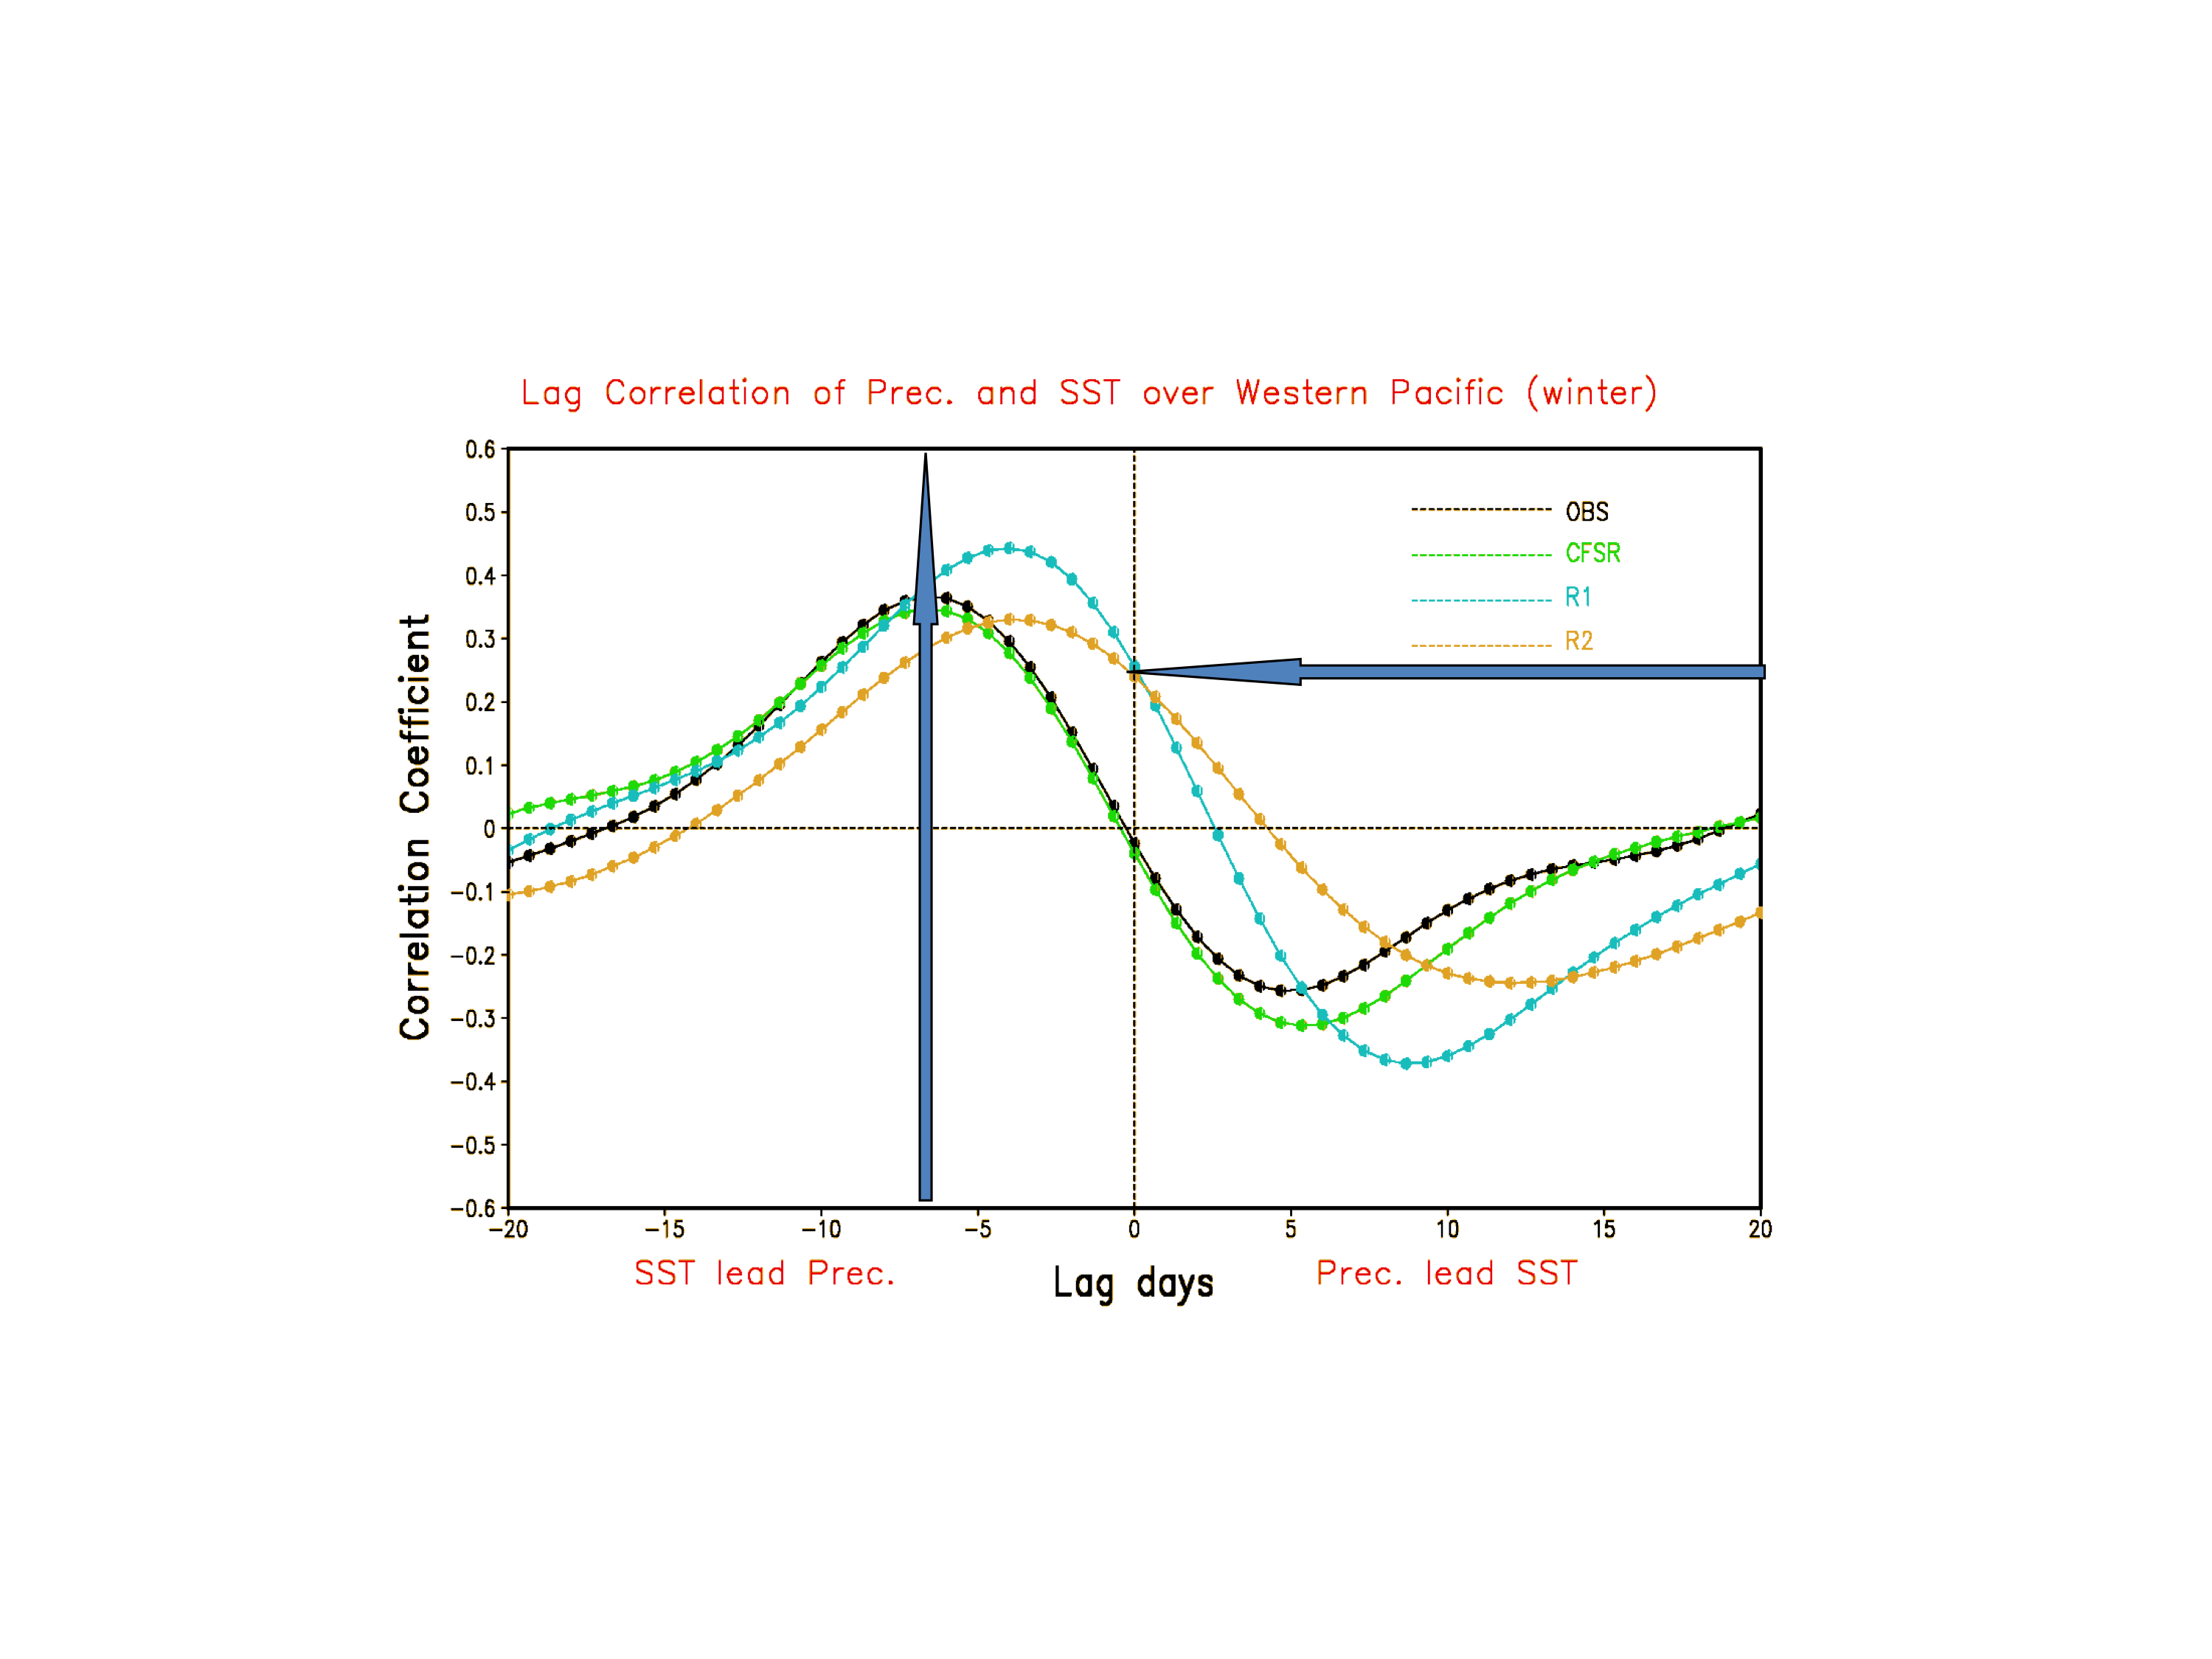 Lag Correlation of Prec. and SST over Western Pacific (winter)
Correlation Coefficient
0.6
0.5
0.4
0.3
0.2
0.1
0
-0.1
-0.2
-0.3
-0.4
-0.5
-0.6
OBS
CFSR
R1
R2
-20 -15 -10 -5 0 5 10 15 20
SST lead Prec. Lag days Prec. lead SST